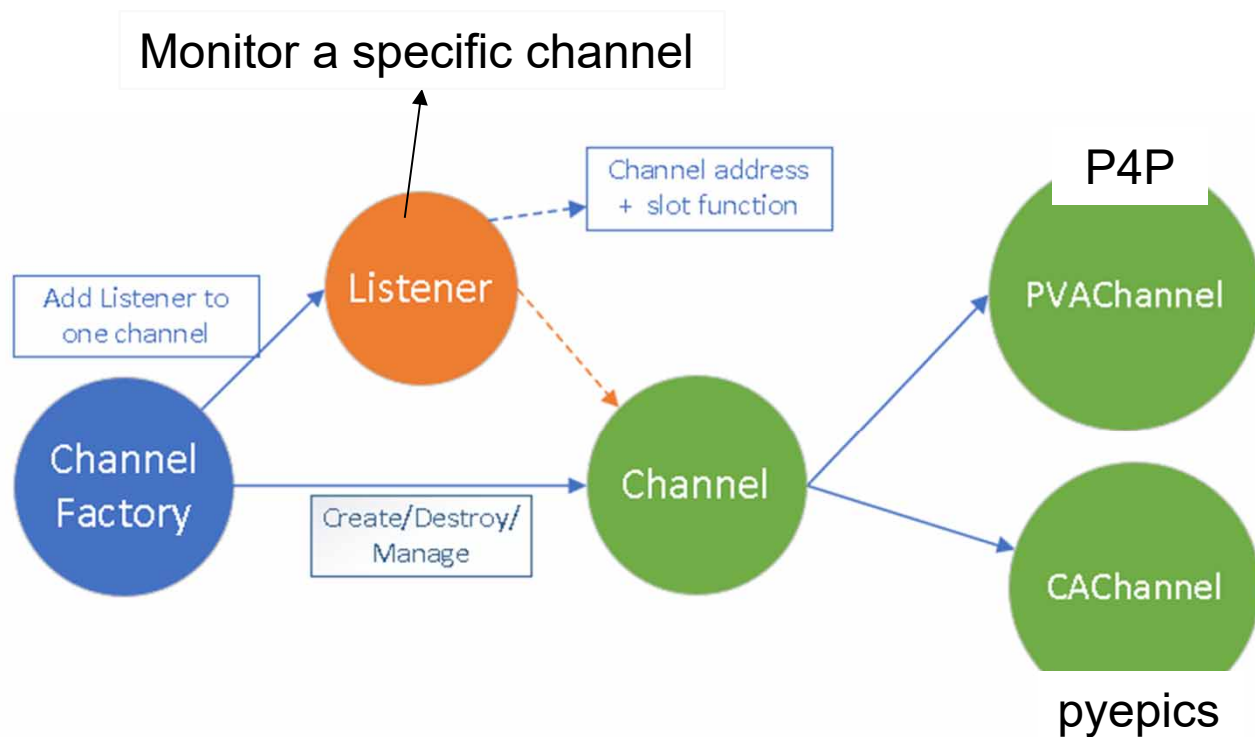 Monitor a specific channel
Channel address
+ slot function
P4P
Add Listener to
one channel
Listener
PVAChannel
Channel
Factory
Create/Destroy/
Manage
Channel
CAChannel
pyepics